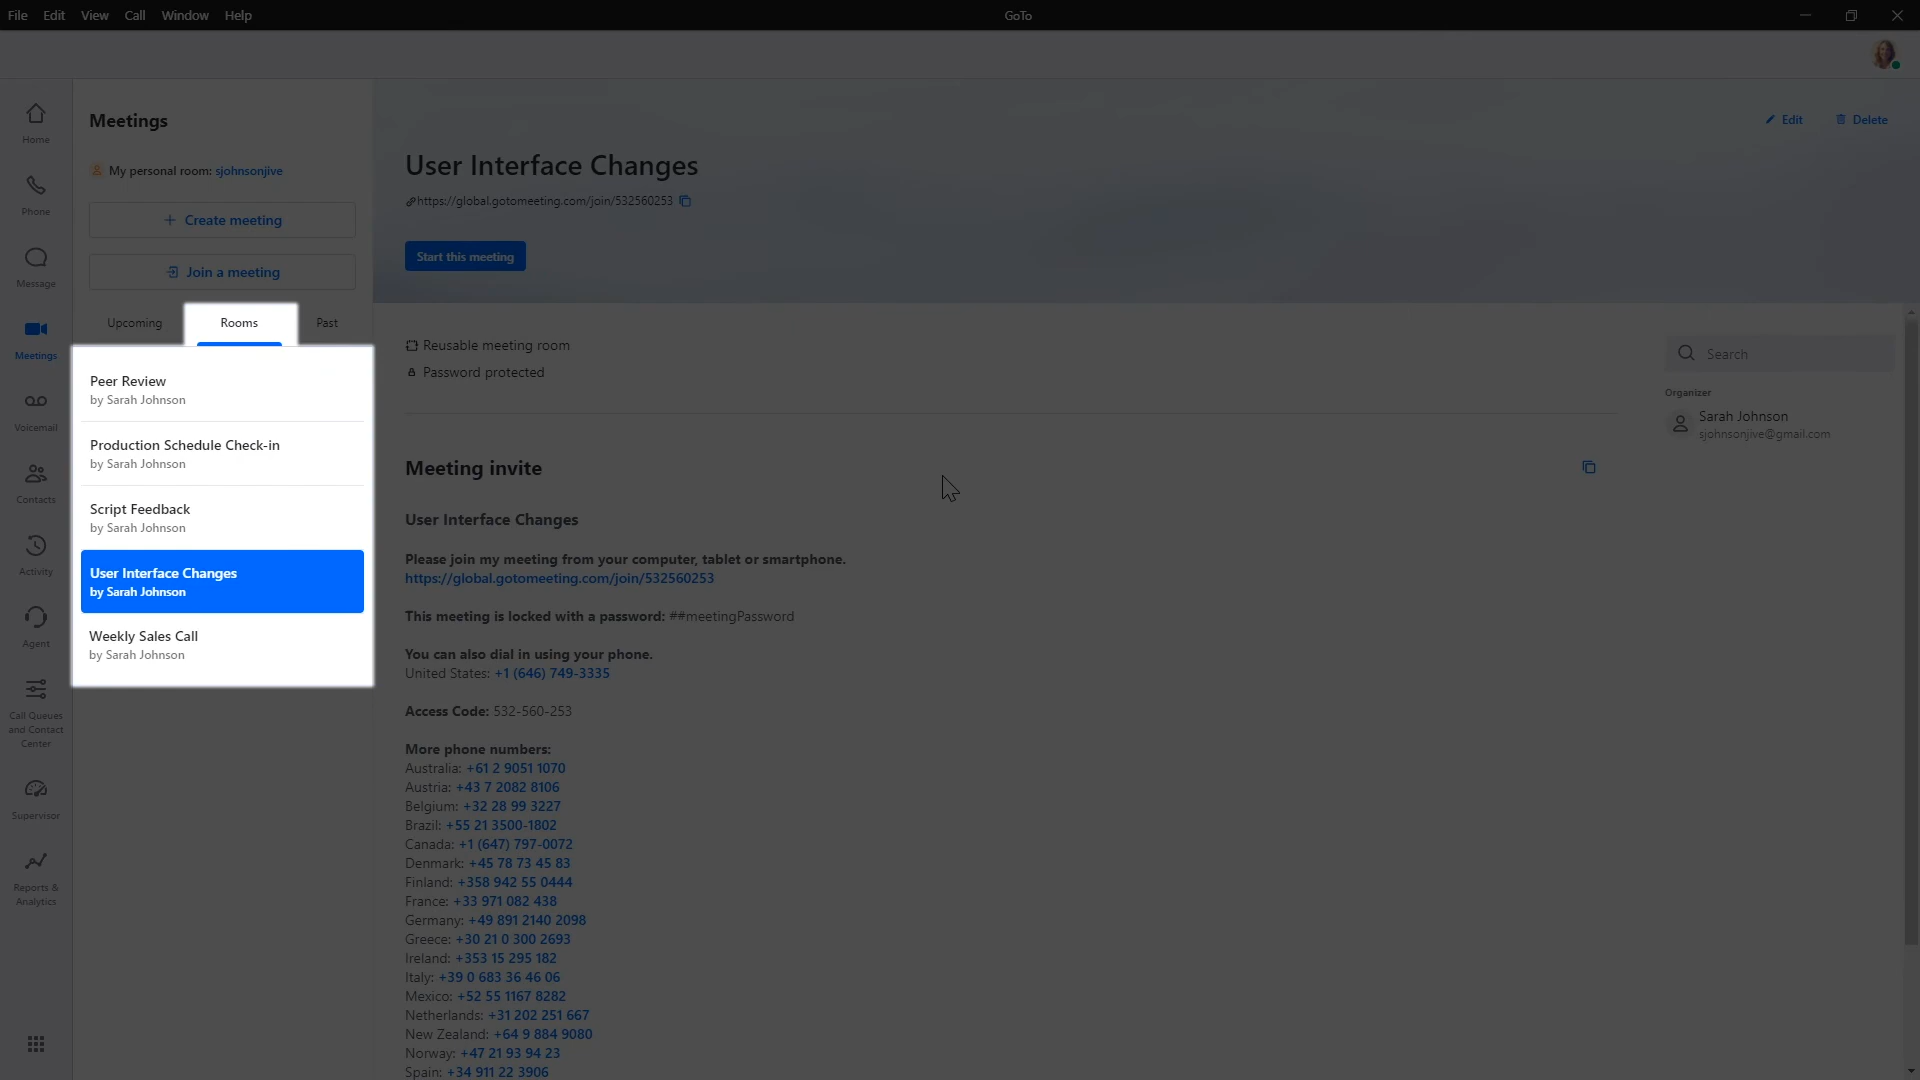 File Edit View Call Window Help
GoTo
Home
Phone
Message
Meetings
Voicemail
Contacts
Activity
Agent
Call Queues
and Contact
Center
Supervisor
Reports &
Analytics
Meetings
My personal room: sjohnsonjive
+ Create meeting
Join a meeting
Upcoming Rooms Past
Peer Review
by Sarah Johnson
Production Schedule Check-in
by Sarah Johnson
Script Feedback
by Sarah Johnson
User Interface Changes
by Sarah Johnson
Weekly Sales Call
by Sarah Johnson
Edit Delete
User Interface Changes
https://global.gotomeeting.com/join/532560253
Start this meeting
Reusable meeting room
Password protected
Meeting invite
User Interface Changes
Please join my meeting from your computer, tablet or smartphone.
https://global.gotomeeting.com/join/532560253
This meeting is locked with a password: ##meetingPassword
You can also dial in using your phone.
United States: +1 (646) 749-3335
Access Code: 532-560-253
More phone numbers:
Australia: +61 2 9051 1070
Austria: +43 7 2082 8106
Belgium: +32 28 99 3227
Brazil: +55 21 3500-1802
Canada: +1 (647) 797-0072
Denmark: +45 78 73 45 83
Finland: +358 942 55 0444
France: +33 971 082 438
Germany: +49 891 2140 2098
Greece: +30 21 0 300 2693
Ireland: +353 15 295 182
Italy: +39 0 683 36 46 06
Mexico: +52 55 1167 8282
Netherlands: +31 202 251 667
New Zealand: +64 9 884 9080
Norway: +47 21 93 94 23
Spain: +34 911 22 3906
Search
Organizer
Sarah Johnson
sjohnsonjive@gmail.com